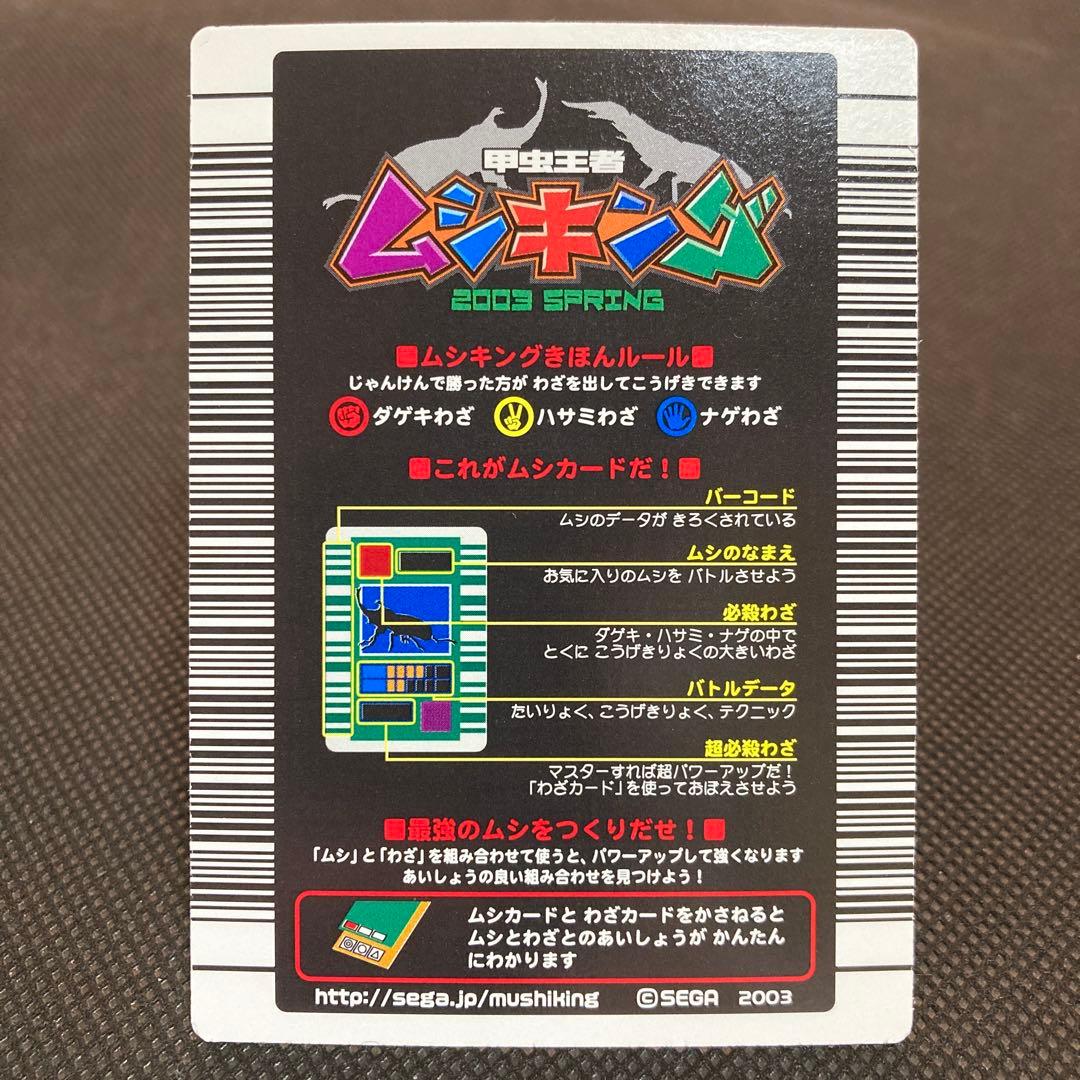 甲虫王者
ムシキング
2003 SPRING
ムシキングきほんルール
じゃんけんで勝った方が わざを出してこうげきできます
ダゲキわざ ハサミわざ ナゲわざ
これがムシカードだ！
バーコード
ムシのデータが きろくされている
ムシのなまえ
お気に入りのムシを バトルさせよう
必殺わざ
ダゲキ・ハサミ・ナゲの中で
とくに こうげきりょくの大きいわざ
バトルデータ
たいりょく、こうげきりょく、テクニック
超必殺わざ
マスターすれば超パワーアップだ！
「わざカード」を使っておぼえさせよう
最強のムシをつくりだせ！
「ムシ」と「わざ」を組み合わせて使うと、パワーアップして強くなります
あいしょうの良い組み合わせを見つけよう！
ムシカードと わざカードをかさねると
ムシとわざとのあいしょうが かんたん
にわかります
http://sega.jp/mushiking ©SEGA 2003